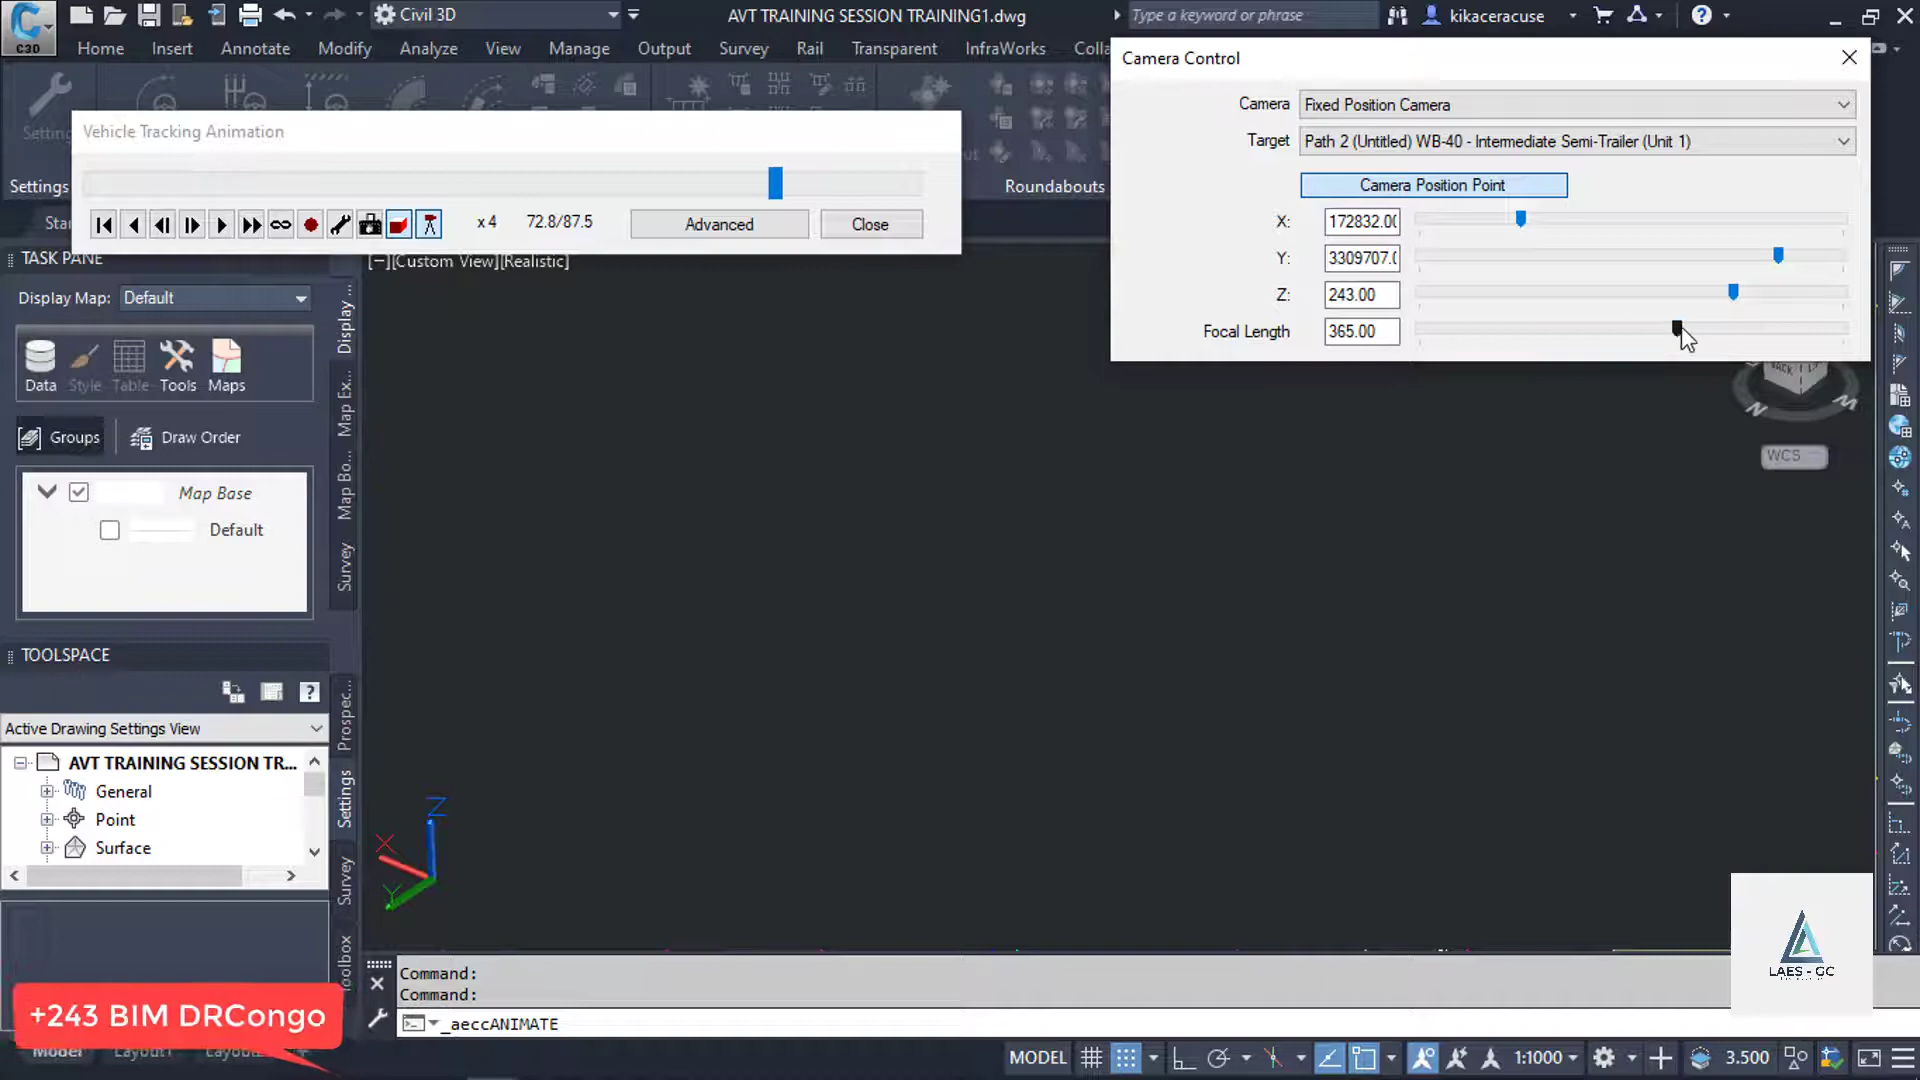 C3D
Civil 3D
AVT TRAINING SESSION TRAINING1.dwg
Type a keyword or phrase
kikaceracuse
Home Insert Annotate Modify Analyze View Manage Output Survey Rail Transparent InfraWorks
Camera Control
Camera Fixed Position Camera
Target Path 2 (Untitled) WB-40 - Intermediate Semi-Trailer (Unit 1)
Camera Position Point
X: 172832.00
Y: 3309707.0
Z: 243.00
Focal Length 365.00
Vehicle Tracking Animation
x 4 72.8/87.5 Advanced Close
Settings
Roundabouts
[−][Custom View][Realistic]
TASK PANE
Display Map: Default
Data Style Table Tools Maps
Groups Draw Order
Map Base
Default
Display ...
Map Ex...
Map Bo...
Survey
WCS
TOOLSPACE
Active Drawing Settings View
AVT TRAINING SESSION TR...
General
Point
Surface
Prospec...
Settings
Survey
Toolbox
Z
X
Y
Command:
Command:
_aeccANIMATE
+243 BIM DRCongo
LAES - GC
Model Layout1
MODEL 1:1000 3.500